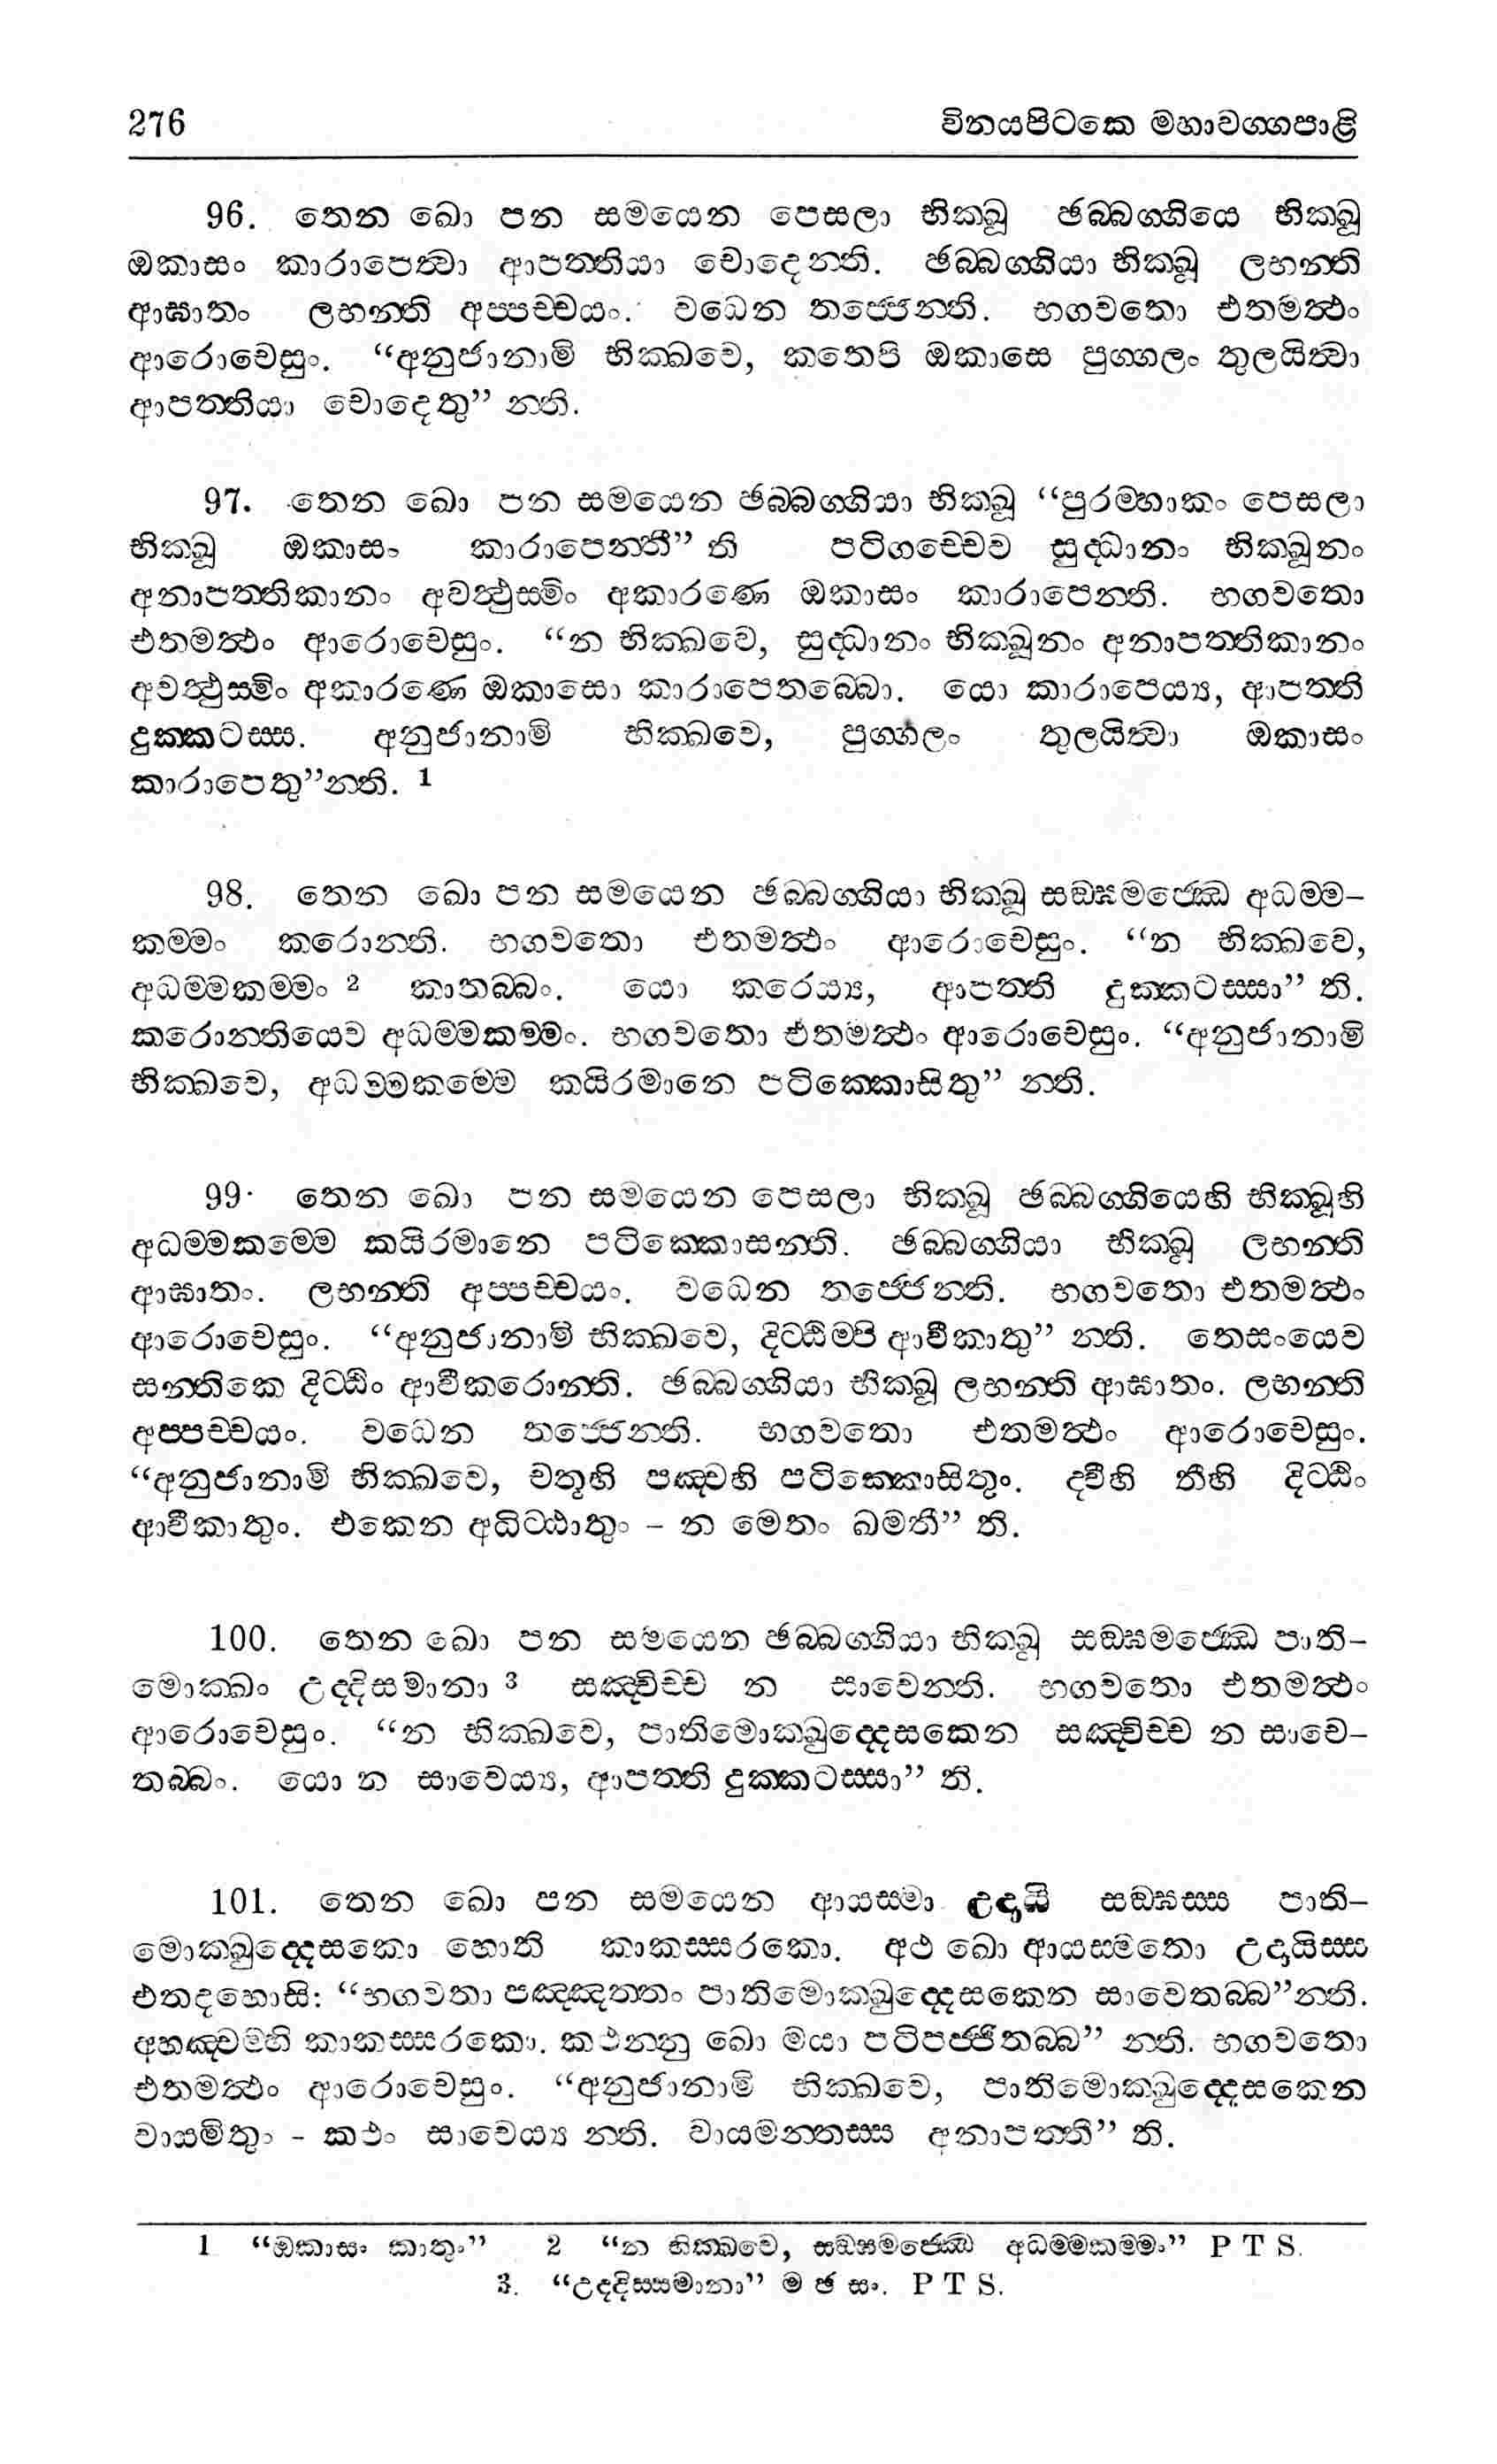 276 විනයපිටකෙ මහාවග්ගපාළි
96. තෙන ඛො පන සමයෙන පෙසලා භික්ඛූ ඡබ්බග්ගියෙ භික්ඛූ
ඔකාසං කාරාපෙත්වා ආපත්තියා චොදෙන්ති. ඡබ්බග්ගියා භික්ඛූ ලභන්ති
ආඝාතං ලභන්ති අප්පච්චයං. වධෙන තජ්ජෙන්ති. භගවතො එතමත්ථං
ආරොචෙසුං. “අනුජානාමි භික්ඛවෙ, කතෙපි ඔකාසෙ පුග්ගලං තුලයිත්වා
ආපත්තියා චොදෙතු” න්ති.
97. තෙන ඛො පන සමයෙන ඡබ්බග්ගියා භික්ඛූ “පුරම්හාකං පෙසලා
භික්ඛූ ඔකාසං කාරාපෙන්තී” ති පටිගච්චෙව සුද්ධානං භික්ඛූනං
අනාපත්තිකානං අවත්ථුස්මිං අකාරණෙ ඔකාසං කාරාපෙන්ති. භගවතො
එතමත්ථං ආරොචෙසුං. “න භික්ඛවෙ, සුද්ධානං භික්ඛූනං අනාපත්තිකානං
අවත්ථුස්මිං අකාරණෙ ඔකාසො කාරාපෙතබ්බො. යො කාරාපෙය්‍ය, ආපත්ති
දුක්කටස්ස. අනුජානාමි භික්ඛවෙ, පුග්ගලං තුලයිත්වා ඔකාසං
කාරාපෙතු”න්ති. 1
98. තෙන ඛො පන සමයෙන ඡබ්බග්ගියා භික්ඛූ සඞ්ඝමජ්ඣෙ අධම්ම-
කම්මං කරොන්ති. භගවතො එතමත්ථං ආරොචෙසුං. “න භික්ඛවෙ,
අධම්මකම්මං 2 කාතබ්බං. යො කරෙය්‍ය, ආපත්ති දුක්කටස්සා” ති.
කරොන්තියෙව අධම්මකම්මං. භගවතො එතමත්ථං ආරොචෙසුං. “අනුජානාමි
භික්ඛවෙ, අධම්මකම්මෙ කයිරමානෙ පටික්කොසිතු” න්ති.
99. තෙන ඛො පන සමයෙන පෙසලා භික්ඛූ ඡබ්බග්ගියෙහි භික්ඛූහි
අධම්මකම්මෙ කයිරමානෙ පටික්කොසන්ති. ඡබ්බග්ගියා භික්ඛූ ලභන්ති
ආඝාතං. ලභන්ති අප්පච්චයං. වධෙන තජ්ජෙන්ති. භගවතො එතමත්ථං
ආරොචෙසුං. “අනුජානාමි භික්ඛවෙ, දිට්ඨිම්පි ආවීකාතු” න්ති. තෙසංයෙව
සන්තිකෙ දිට්ඨිං ආවීකරොන්ති. ඡබ්බග්ගියා භික්ඛූ ලභන්ති ආඝාතං. ලභන්ති
අප්පච්චයං. වධෙන තජ්ජෙන්ති. භගවතො එතමත්ථං ආරොචෙසුං.
“අනුජානාමි භික්ඛවෙ, චතූහි පඤ්චහි පටික්කොසිතුං. ද්වීහි තීහි දිට්ඨිං
ආවීකාතුං. එකෙන අධිට්ඨාතුං – න මෙතං ඛමතී” ති.
100. තෙන ඛො පන සමයෙන ඡබ්බග්ගියා භික්ඛූ සඞ්ඝමජ්ඣෙ පාති-
මොක්ඛං උද්දිසමානා 3 සඤ්චිච්ච න සාවෙන්ති. භගවතො එතමත්ථං
ආරොචෙසුං. “න භික්ඛවෙ, පාතිමොක්ඛුද්දෙසකෙන සඤ්චිච්ච න සාවෙ-
තබ්බං. යො න සාවෙය්‍ය, ආපත්ති දුක්කටස්සා” ති.
101. තෙන ඛො පන සමයෙන ආයස්මා උදායි සඞ්ඝස්ස පාති-
මොක්ඛුද්දෙසකො හොති කාකස්සරකො. අථ ඛො ආයස්මතො උදායිස්ස
එතදහොසි: “භගවතා පඤ්ඤත්තං පාතිමොක්ඛුද්දෙසකෙන සාවෙතබ්බ”න්ති.
අහඤ්චම්හි කාකස්සරකො. කථන්නු ඛො මයා පටිපජ්ජිතබ්බ” න්ති. භගවතො
එතමත්ථං ආරොචෙසුං. “අනුජානාමි භික්ඛවෙ, පාතිමොක්ඛුද්දෙසකෙන
වායමිතුං - කථං සාවෙය්‍ය න්ති. වායමන්තස්ස අනාපත්තී” ති.
1 “ඔකාසං කාතුං” 2 “න භික්ඛවෙ, සඞ්ඝමජ්ඣෙ අධම්මකම්මං” P T S.
3. “උද්දිස්සමානා” ම ඡ සං. P T S.